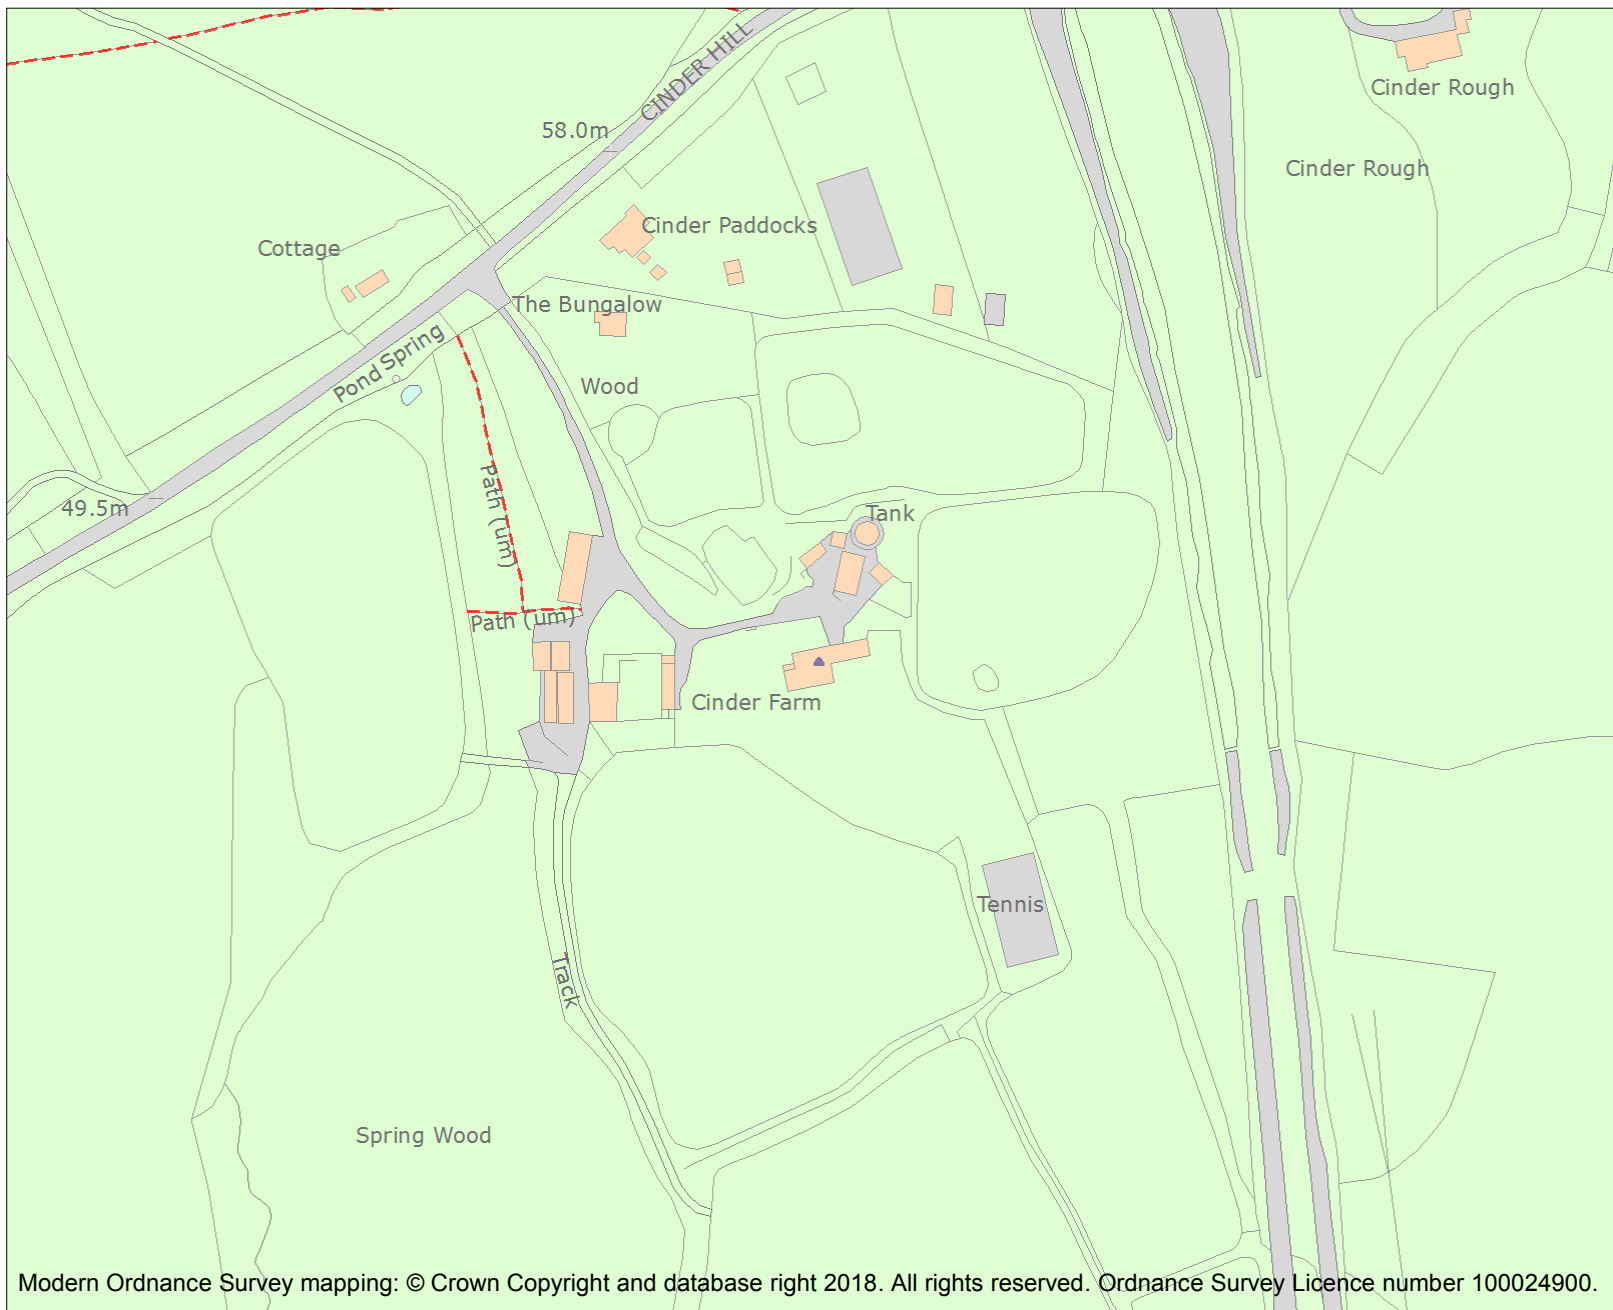 CINDER HILL
Cinder Rough
58.0m
Cinder Rough
Cinder Paddocks
Cottage
The Bungalow
Pond Spring
Wood
Path (um)
49.5m
Tank
Path (um)
Cinder Farm
Tennis
Track
Spring Wood
Modern Ordnance Survey mapping: © Crown Copyright and database right 2018. All rights reserved. Ordnance Survey Licence number 100024900.